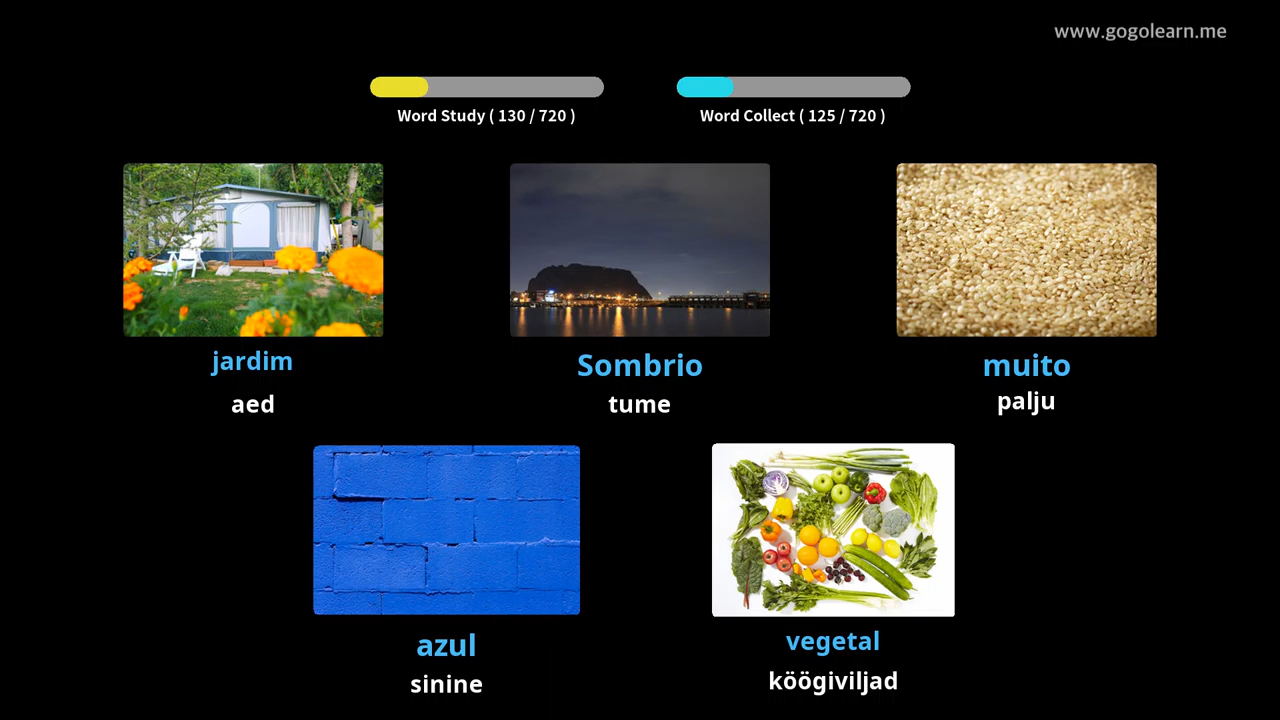 www.gogolearn.me
Word Study ( 130 / 720 )
Word Collect ( 125 / 720 )
jardim
aed
Sombrio
tume
muito
palju
azul
sinine
vegetal
köögiviljad